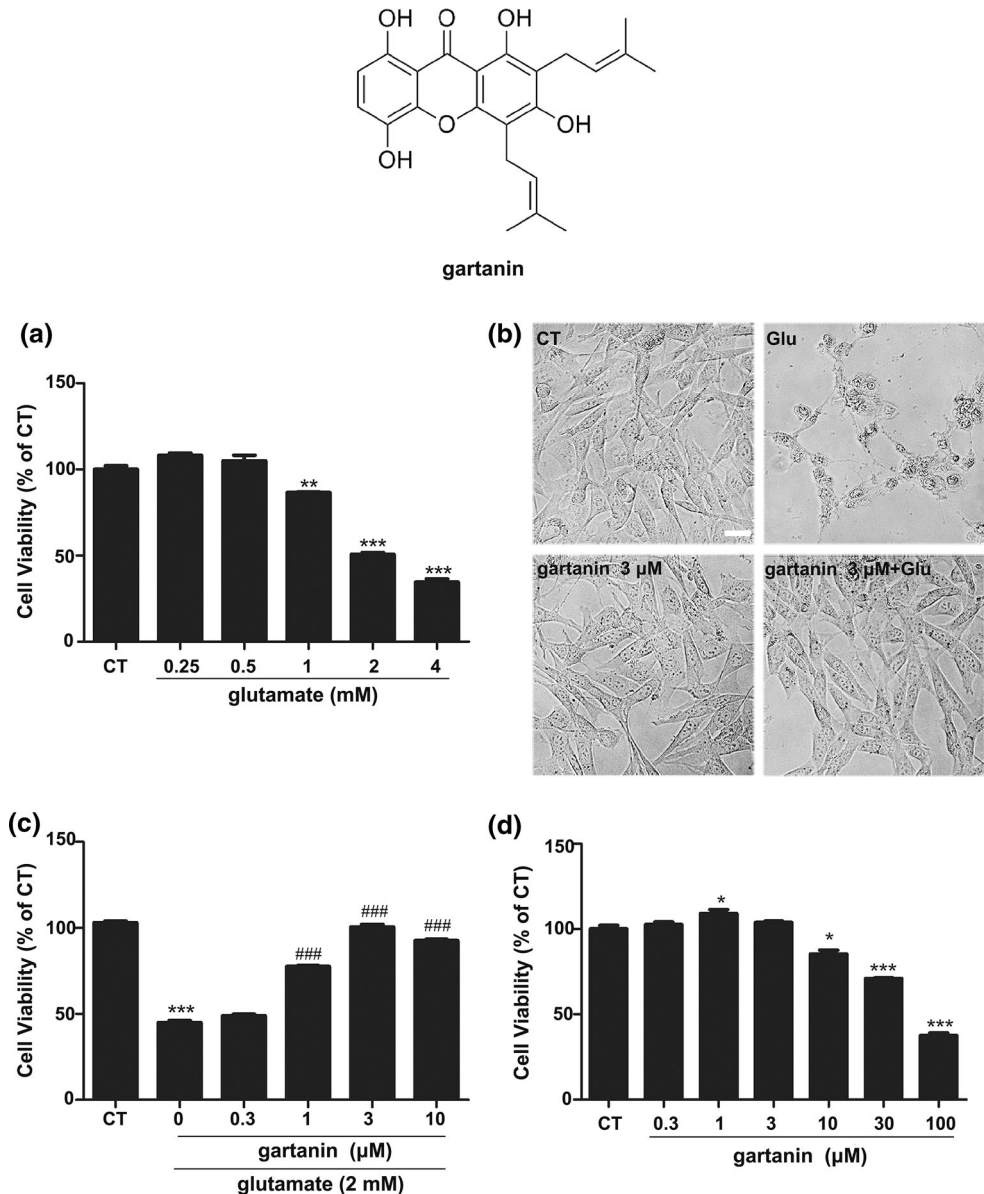 OH O OH
O OH
OH
gartanin
(a)
150
100
50
0
Cell Viability (% of CT)
** *** ***
CT 0.25 0.5 1 2 4
glutamate (mM)
(b)
CT Glu
gartanin 3 µM gartanin 3 µM+Glu
(c)
150
100
50
0
Cell Viability (% of CT)
*** ### ### ###
CT 0 0.3 1 3 10
gartanin (µM)
glutamate (2 mM)
(d)
150
100
50
0
Cell Viability (% of CT)
* * *** ***
CT 0.3 1 3 10 30 100
gartanin (µM)